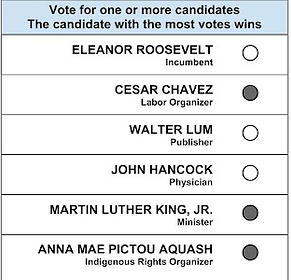 Vote for one or more candidates
The candidate with the most votes wins
ELEANOR ROOSEVELT
Incumbent
CESAR CHAVEZ
Labor Organizer
WALTER LUM
Publisher
JOHN HANCOCK
Physician
MARTIN LUTHER KING, JR.
Minister
ANNA MAE PICTOU AQUASH
Indigenous Rights Organizer